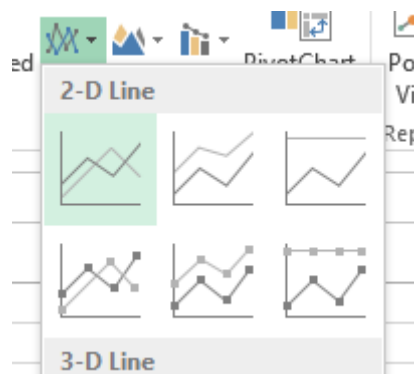 ed
PivotChart
Po
Vi
Rep
2-D Line
3-D Line